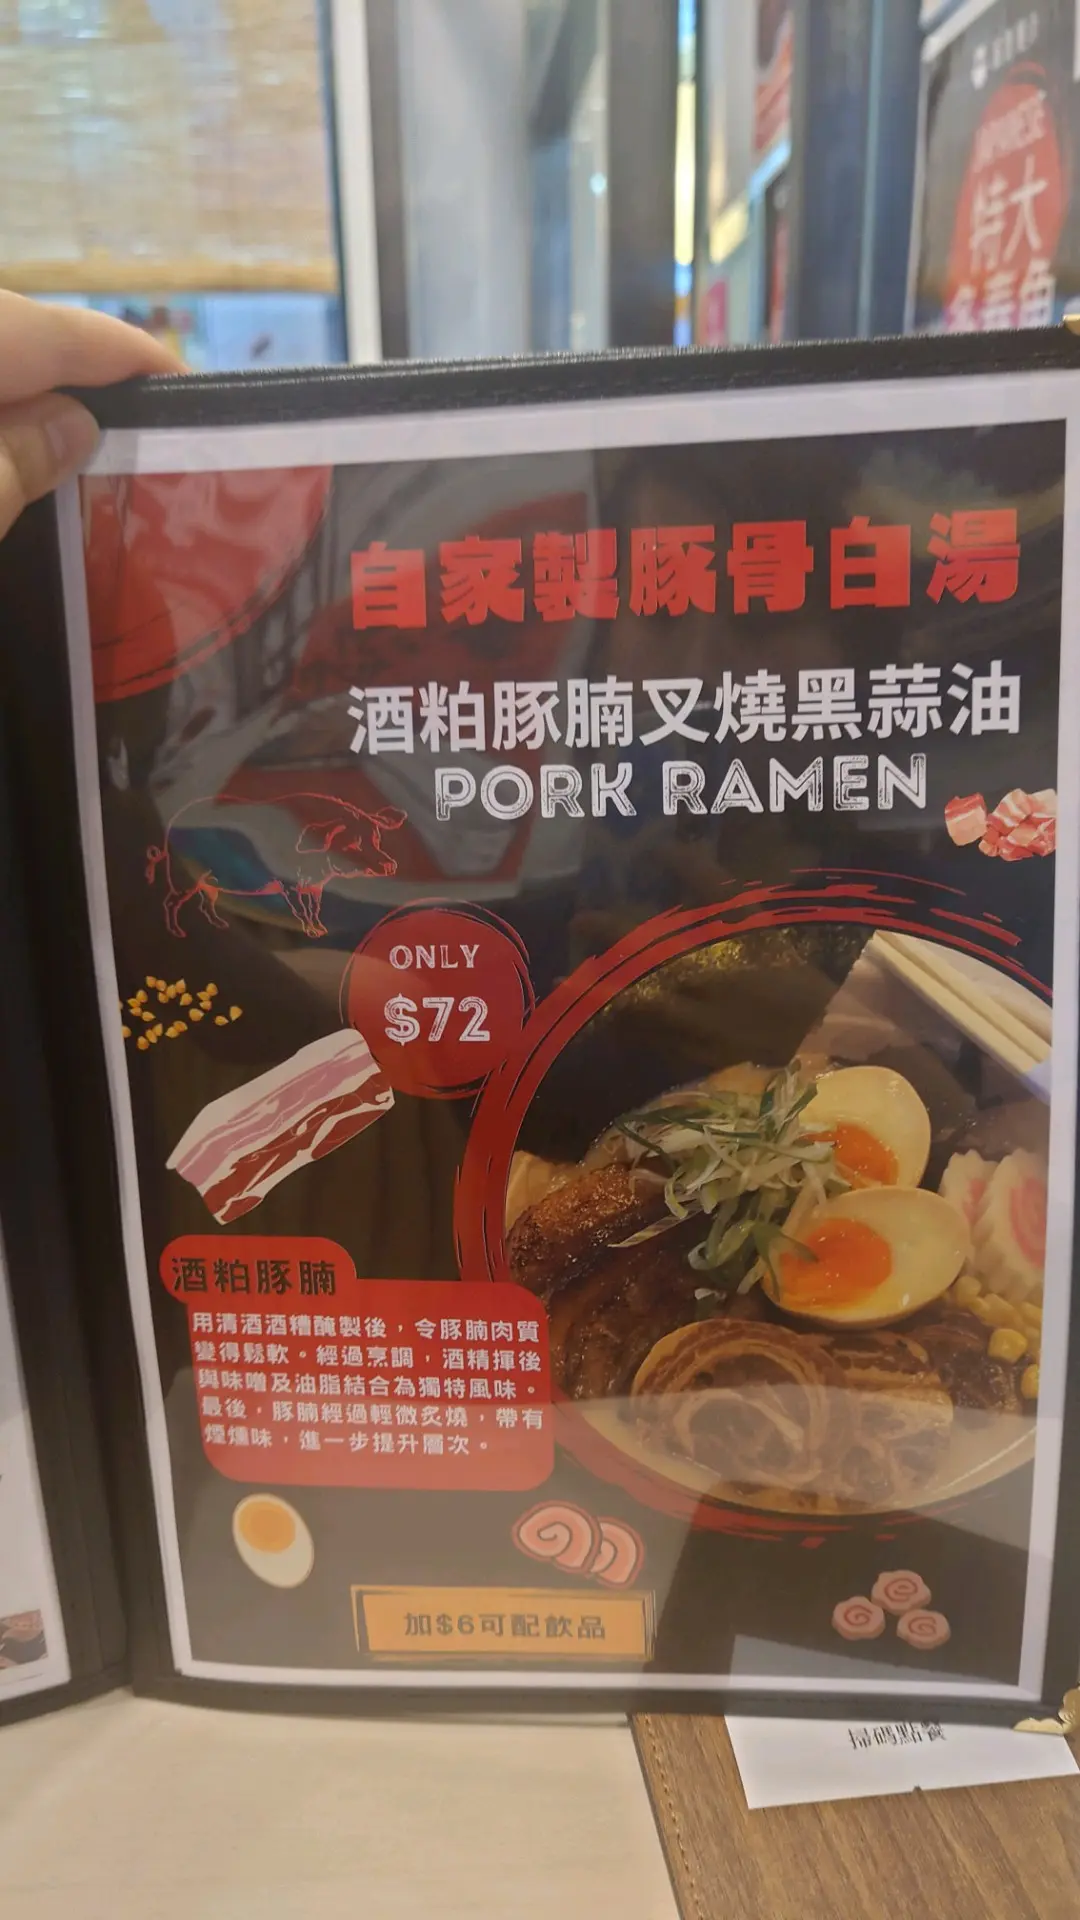 特大
自家製豚骨白湯
酒粕豚腩叉燒黑蒜油
PORK RAMEN
ONLY
$72
酒粕豚腩
用清酒酒糟醃製後，令豚腩肉質
變得鬆軟。經過烹調，酒精揮後
與味噌及油脂結合為獨特風味。
最後，豚腩經過輕微炙燒，帶有
煙燻味，進一步提升層次。
加$6可配飲品
掃碼點餐